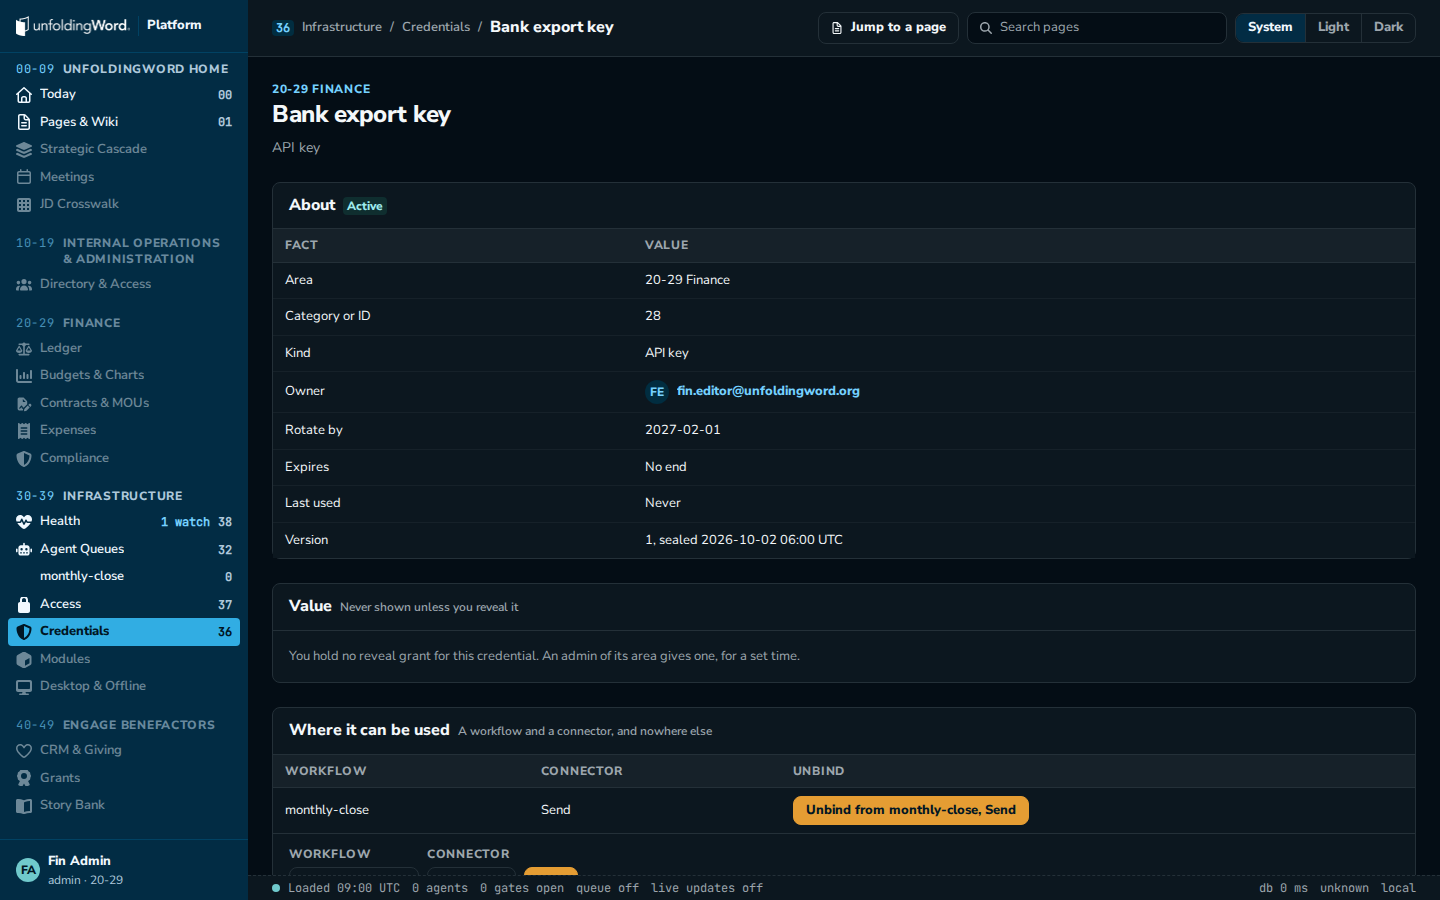 unfoldingWord Platform
00-09 UNFOLDINGWORD HOME
Today 00
Pages & Wiki 01
Strategic Cascade
Meetings
JD Crosswalk
10-19 INTERNAL OPERATIONS
& ADMINISTRATION
Directory & Access
20-29 FINANCE
Ledger
Budgets & Charts
Contracts & MOUs
Expenses
Compliance
30-39 INFRASTRUCTURE
Health 1 watch 38
Agent Queues 32
monthly-close 0
Access 37
Credentials 36
Modules
Desktop & Offline
40-49 ENGAGE BENEFACTORS
CRM & Giving
Grants
Story Bank
FA Fin Admin
admin · 20-29
36 Infrastructure / Credentials / Bank export key
Jump to a page
Search pages
System Light Dark
20-29 FINANCE
Bank export key
API key
About Active
FACT VALUE
Area 20-29 Finance
Category or ID 28
Kind API key
Owner FE fin.editor@unfoldingword.org
Rotate by 2027-02-01
Expires No end
Last used Never
Version 1, sealed 2026-10-02 06:00 UTC
Value Never shown unless you reveal it
You hold no reveal grant for this credential. An admin of its area gives one, for a set time.
Where it can be used A workflow and a connector, and nowhere else
WORKFLOW CONNECTOR UNBIND
monthly-close Send Unbind from monthly-close, Send
WORKFLOW CONNECTOR
Loaded 09:00 UTC 0 agents 0 gates open queue off live updates off
db 0 ms unknown local